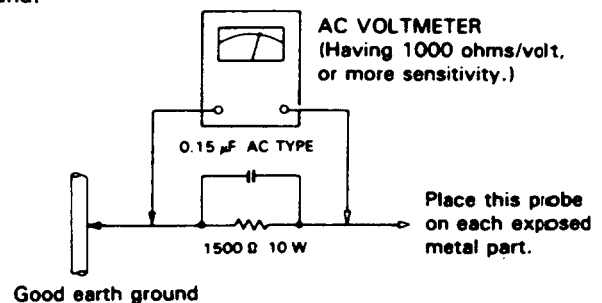 AC VOLTMETER
(Having 1000 ohms/volt,
or more sensitivity.)
0.15 μF AC TYPE
1500 Ω 10 W
Place this probe
on each exposed
metal part.
Good earth ground